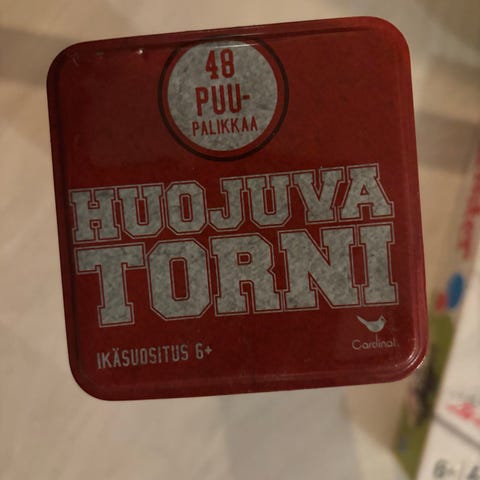 48
PUU-
PALIKKAA
HUOJUVA
TORNI
IKÄSUOSITUS 6+
Cardinal